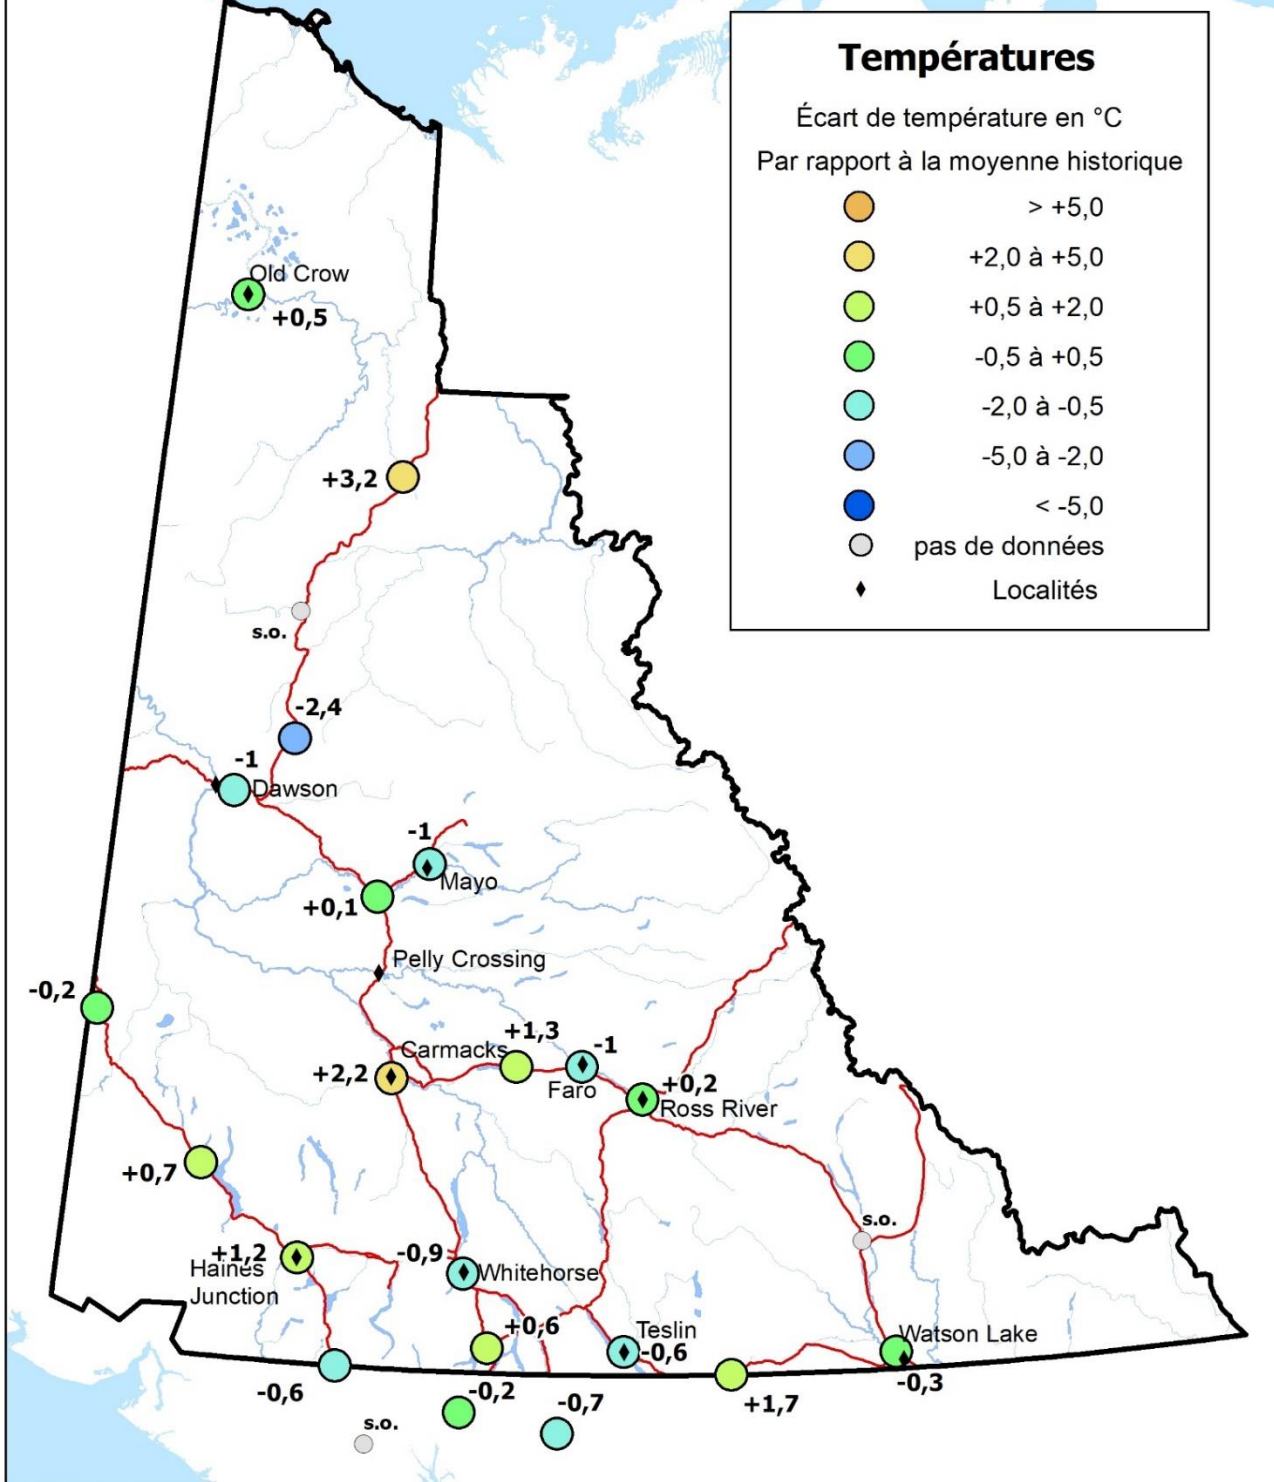 Températures
Écart de température en °C
Par rapport à la moyenne historique
> +5,0
+2,0 à +5,0
+0,5 à +2,0
-0,5 à +0,5
-2,0 à -0,5
-5,0 à -2,0
< -5,0
pas de données
Localités
Old Crow
+0,5
+3,2
s.o.
-2,4
-1
Dawson
-1
Mayo
+0,1
Pelly Crossing
-0,2
+1,3
-1
Carmacks
+2,2
Faro
+0,2
Ross River
+0,7
s.o.
+1,2
Haines
Junction
-0,9
Whitehorse
+0,6
Teslin
-0,6
Watson Lake
-0,3
-0,6
-0,2
-0,7
+1,7
s.o.